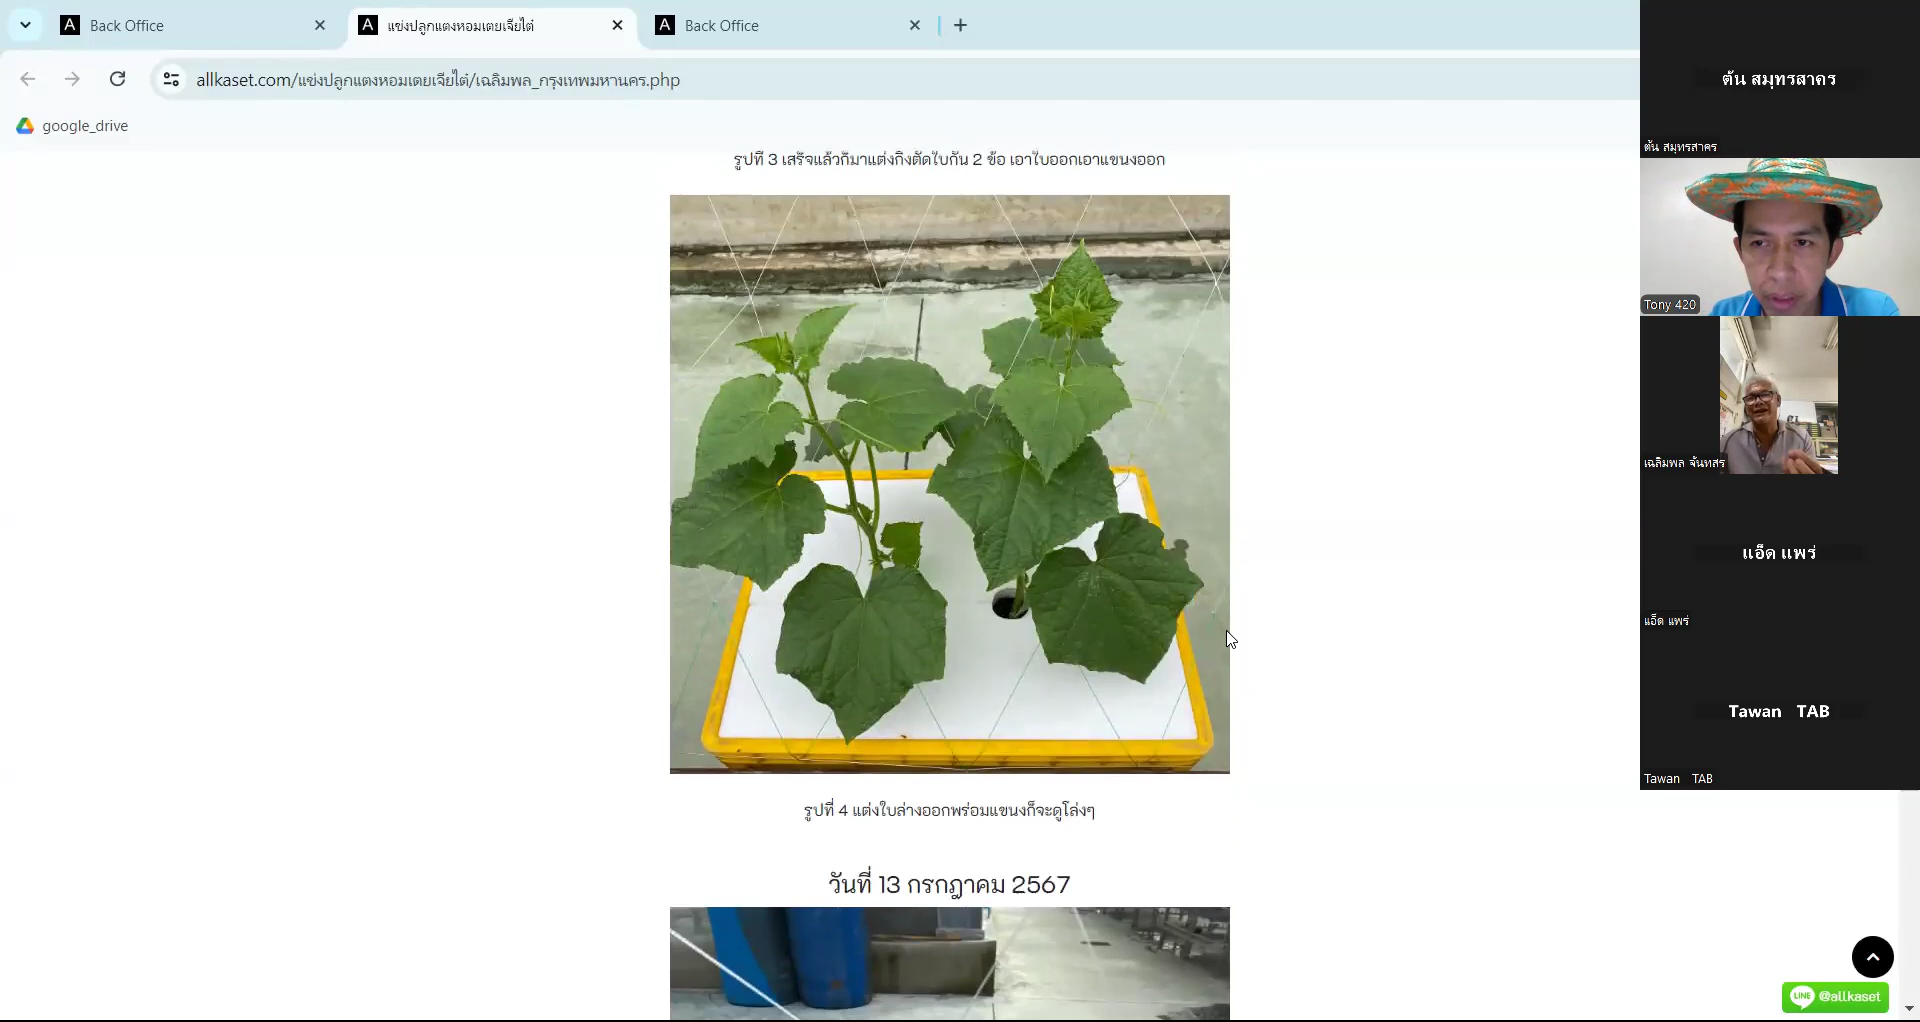 Back Office
แข่งปลูกแตงหอมเตยเจียไต๋
Back Office
allkaset.com/แข่งปลูกแตงหอมเตยเจียไต๋/เฉลิมพล_กรุงเทพมหานคร.php
google_drive
รูปที่ 3 เสร็จแล้วก็มาแต่งกิ่งตัดใบกัน 2 ข้อ เอาใบออกเอาแขนงออก
รูปที่ 4 แต่งใบล่างออกพร่อมแขนงก็จะดูโล่งๆ
วันที่ 13 กรกฎาคม 2567
ต้น สมุทรสาคร
ต้น สมุทรสาคร
Tony 420
เฉลิมพล จันทสร
แอ็ด แพร่
แอ็ด แพร่
Tawan TAB
Tawan TAB
LINE @allkaset